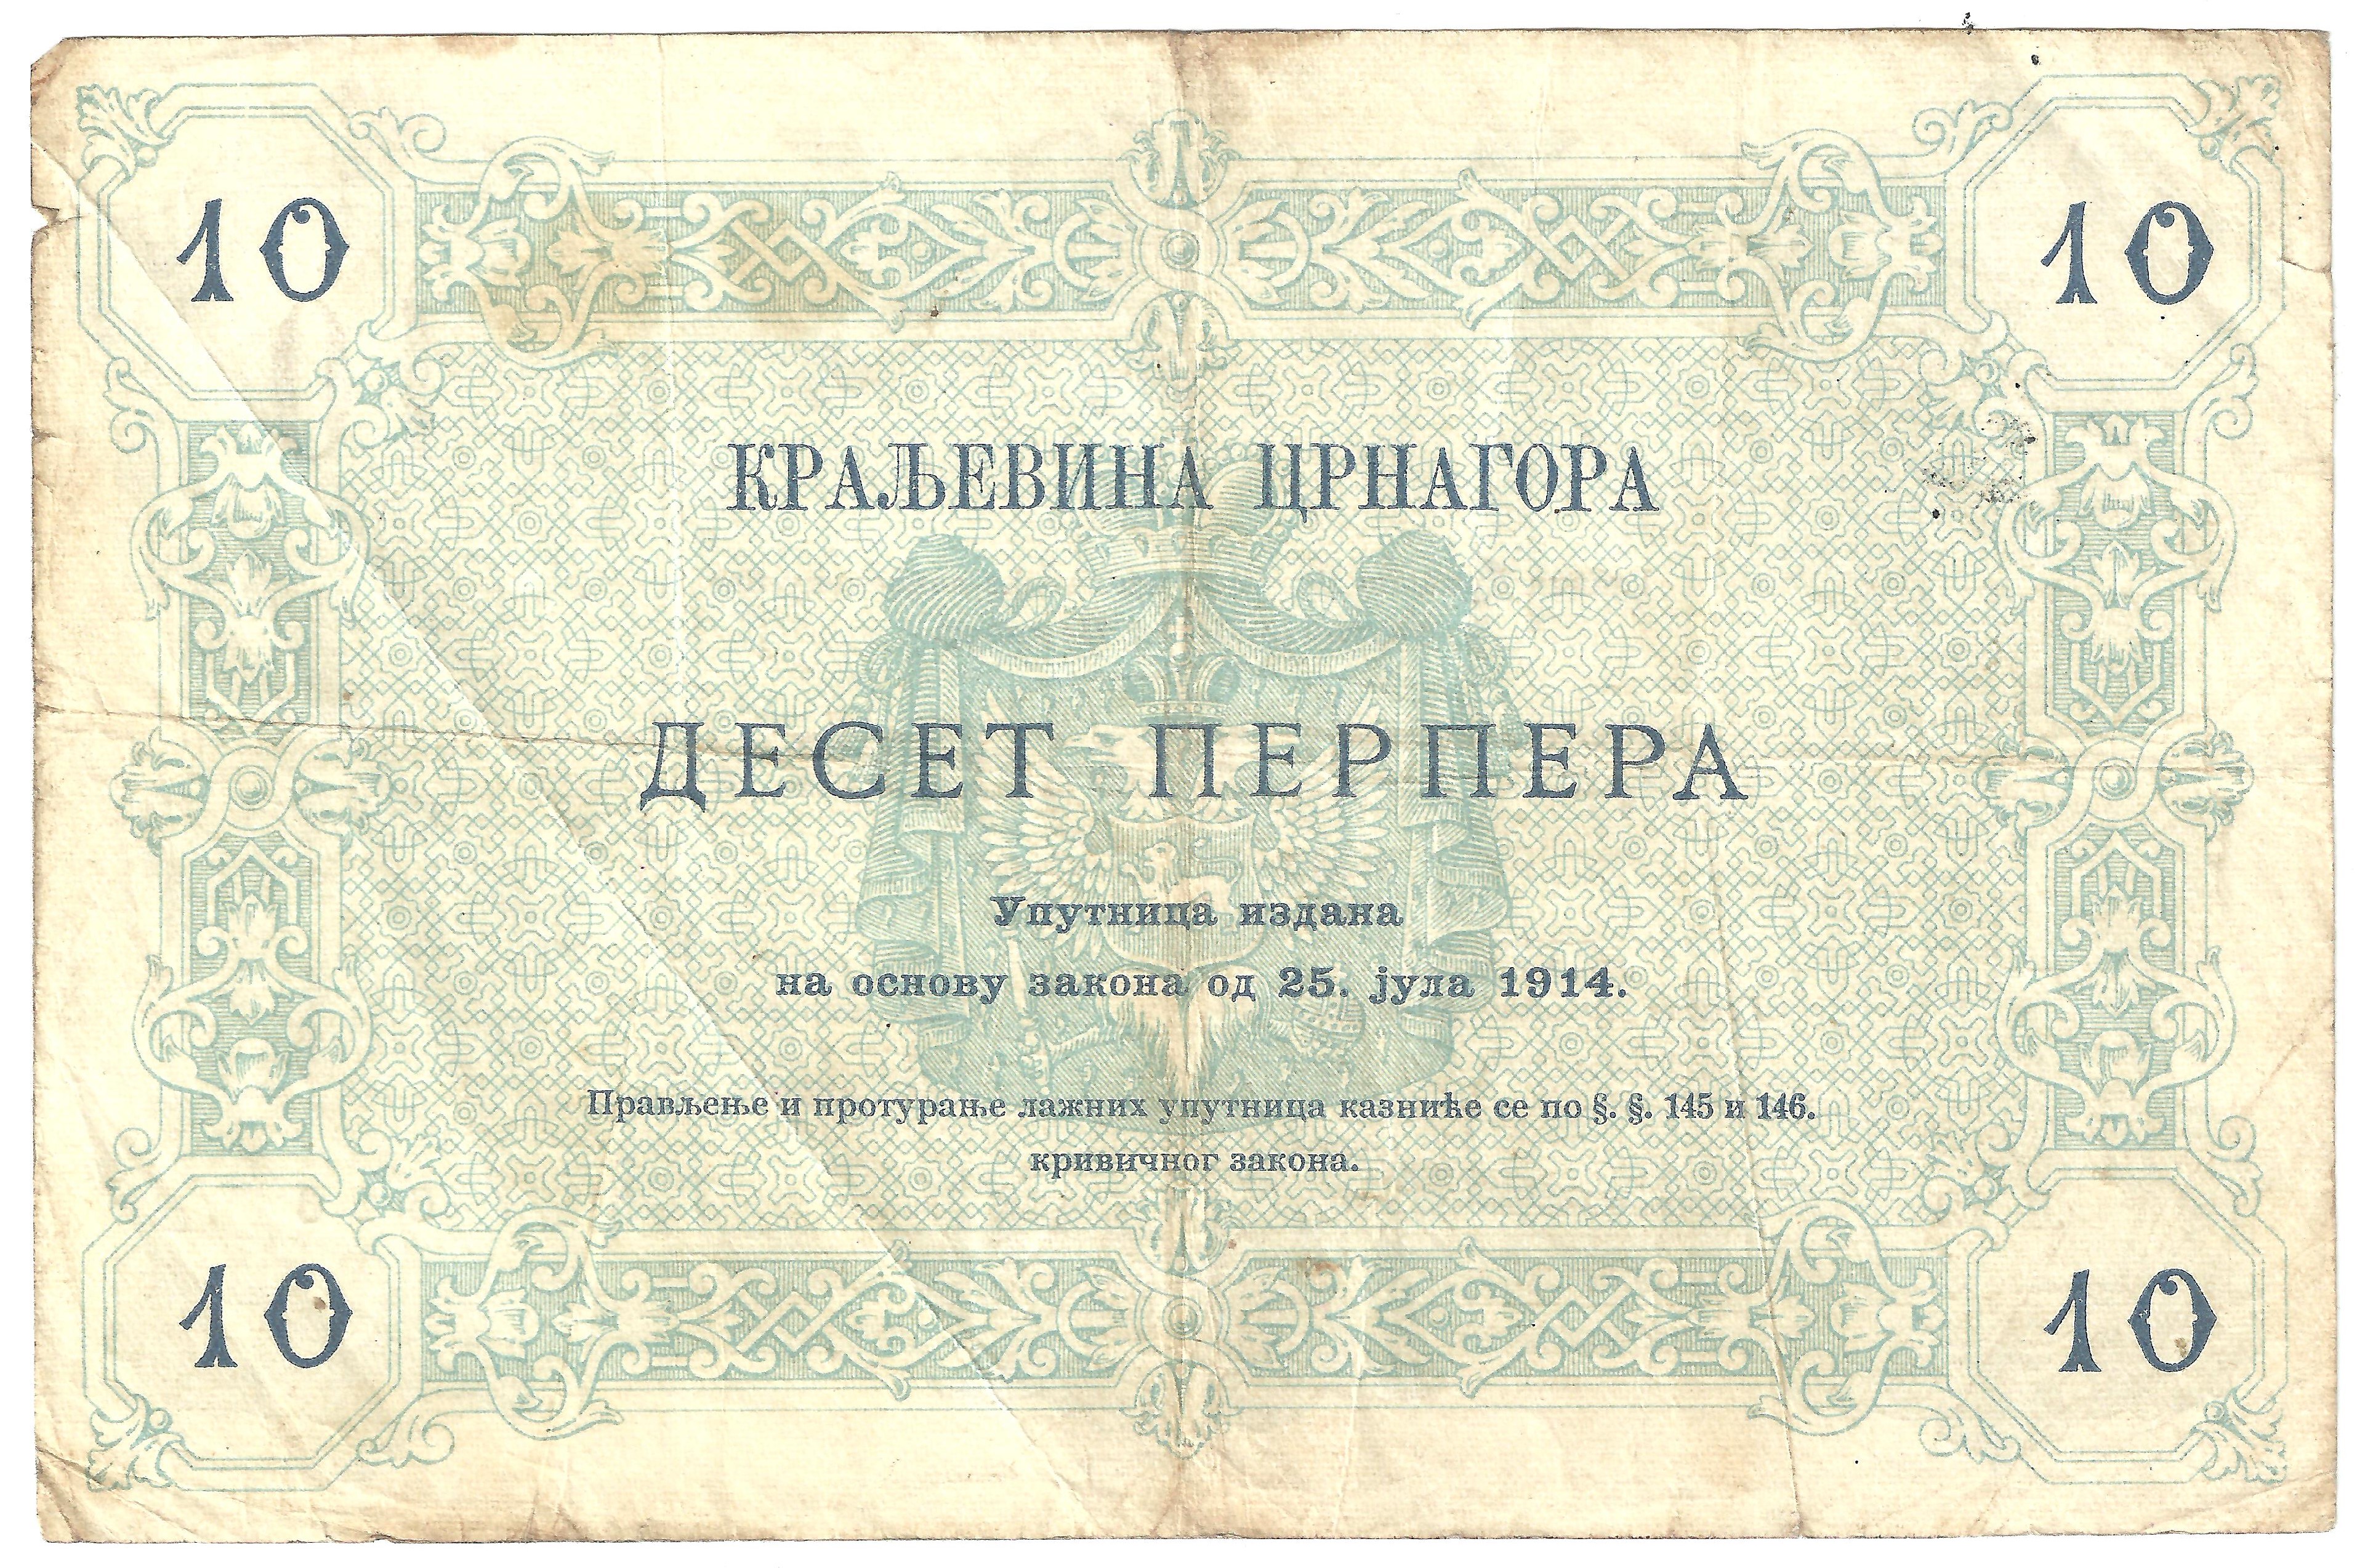 10 10
КРАЉЕВИНА ЦРНАГОРА
ДЕСЕТ ПЕРПЕРА
Упутница издана
на основу закона од 25. јула 1914.
Прављење и протурање лажних упутница казниће се по §. §. 145 и 146.
кривичног закона.
10 10